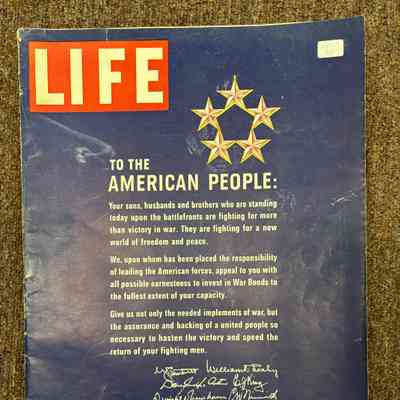 LIFE
TO THE
AMERICAN PEOPLE:
Your sons, husbands and brothers who are standing
today upon the battlefronts are fighting for more
than victory in war. They are fighting for a new
world of freedom and peace.
We, upon whom has been placed the responsibility
of leading the American forces, appeal to you with
all possible earnestness to invest in War Bonds to
the fullest extent of your capacity.
Give us not only the needed implements of war, but
the assurance and backing of a united people so
necessary to hasten the victory and speed the
return of your fighting men.
William Leahy